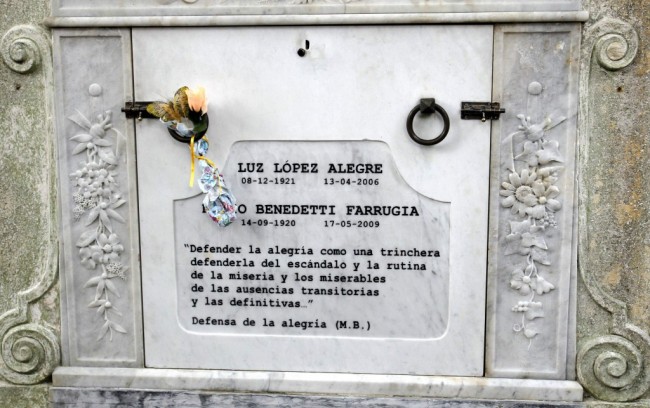 LUZ LÓPEZ ALEGRE
08-12-1921 13-04-2006
BENEDETTI FARRUGIA
14-09-1920 17-05-2009
“Defender la alegría como una trinchera
defenderla del escándalo y la rutina
de la miseria y los miserables
de las ausencias transitorias
y las definitivas…”
Defensa de la alegría (M.B.)